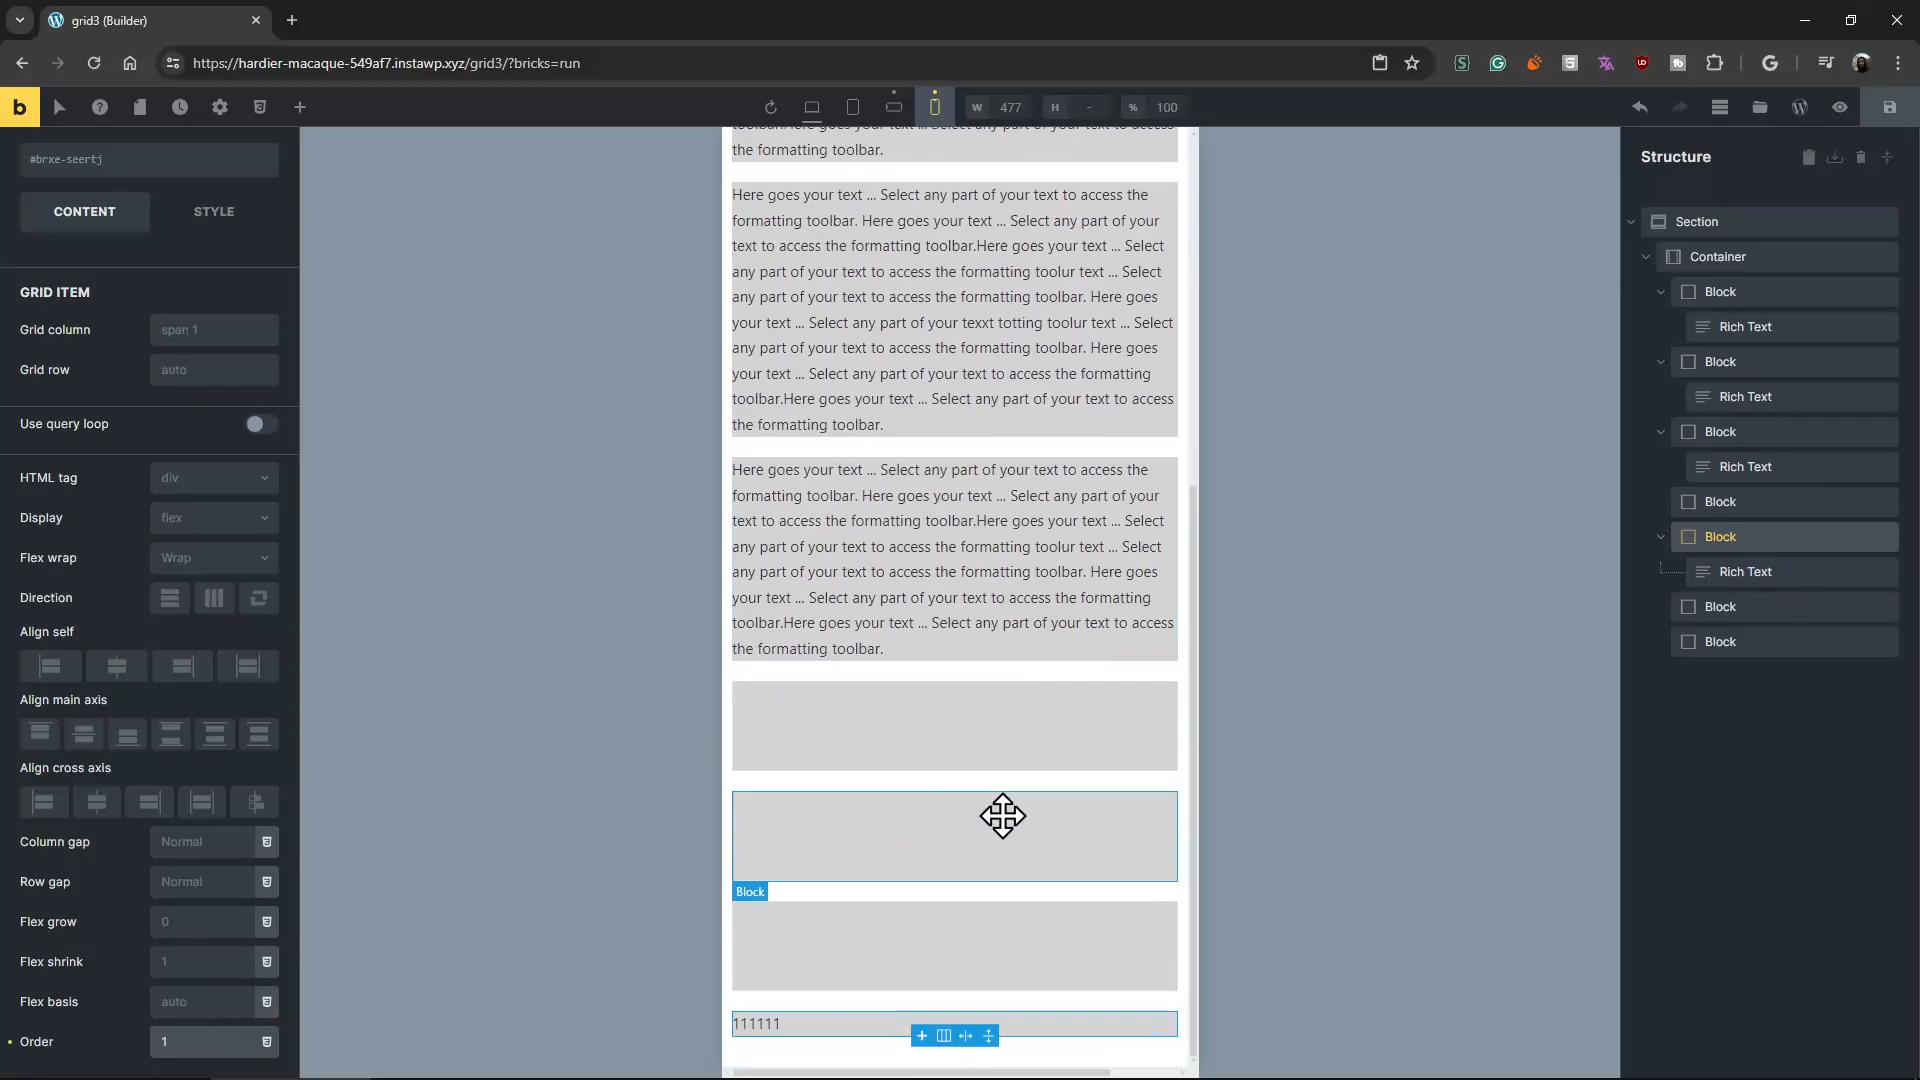 grid3 (Builder)
https://hardier-macaque-549af7.instawp.xyz/grid3/?bricks=run
b
W 477 H - % 100
#brxe-seertj
CONTENT STYLE
GRID ITEM
Grid column span 1
Grid row auto
Use query loop
HTML tag div
Display flex
Flex wrap Wrap
Direction
Align self
Align main axis
Align cross axis
Column gap Normal
Row gap Normal
Flex grow 0
Flex shrink 1
Flex basis auto
Order 1
toolbar.Here goes your text ... Select any part of your text to access
the formatting toolbar.
Here goes your text ... Select any part of your text to access the
formatting toolbar. Here goes your text ... Select any part of your
text to access the formatting toolbar.Here goes your text ... Select
any part of your text to access the formatting toolur text ... Select
any part of your text to access the formatting toolbar. Here goes
your text ... Select any part of your texxt totting toolur text ... Select
any part of your text to access the formatting toolbar. Here goes
your text ... Select any part of your text to access the formatting
toolbar.Here goes your text ... Select any part of your text to access
the formatting toolbar.
Here goes your text ... Select any part of your text to access the
formatting toolbar. Here goes your text ... Select any part of your
text to access the formatting toolbar.Here goes your text ... Select
any part of your text to access the formatting toolur text ... Select
any part of your text to access the formatting toolbar. Here goes
your text ... Select any part of your text to access the formatting
toolbar.Here goes your text ... Select any part of your text to access
the formatting toolbar.
Block
111111
Structure
Section
Container
Block
Rich Text
Block
Rich Text
Block
Rich Text
Block
Block
Rich Text
Block
Block